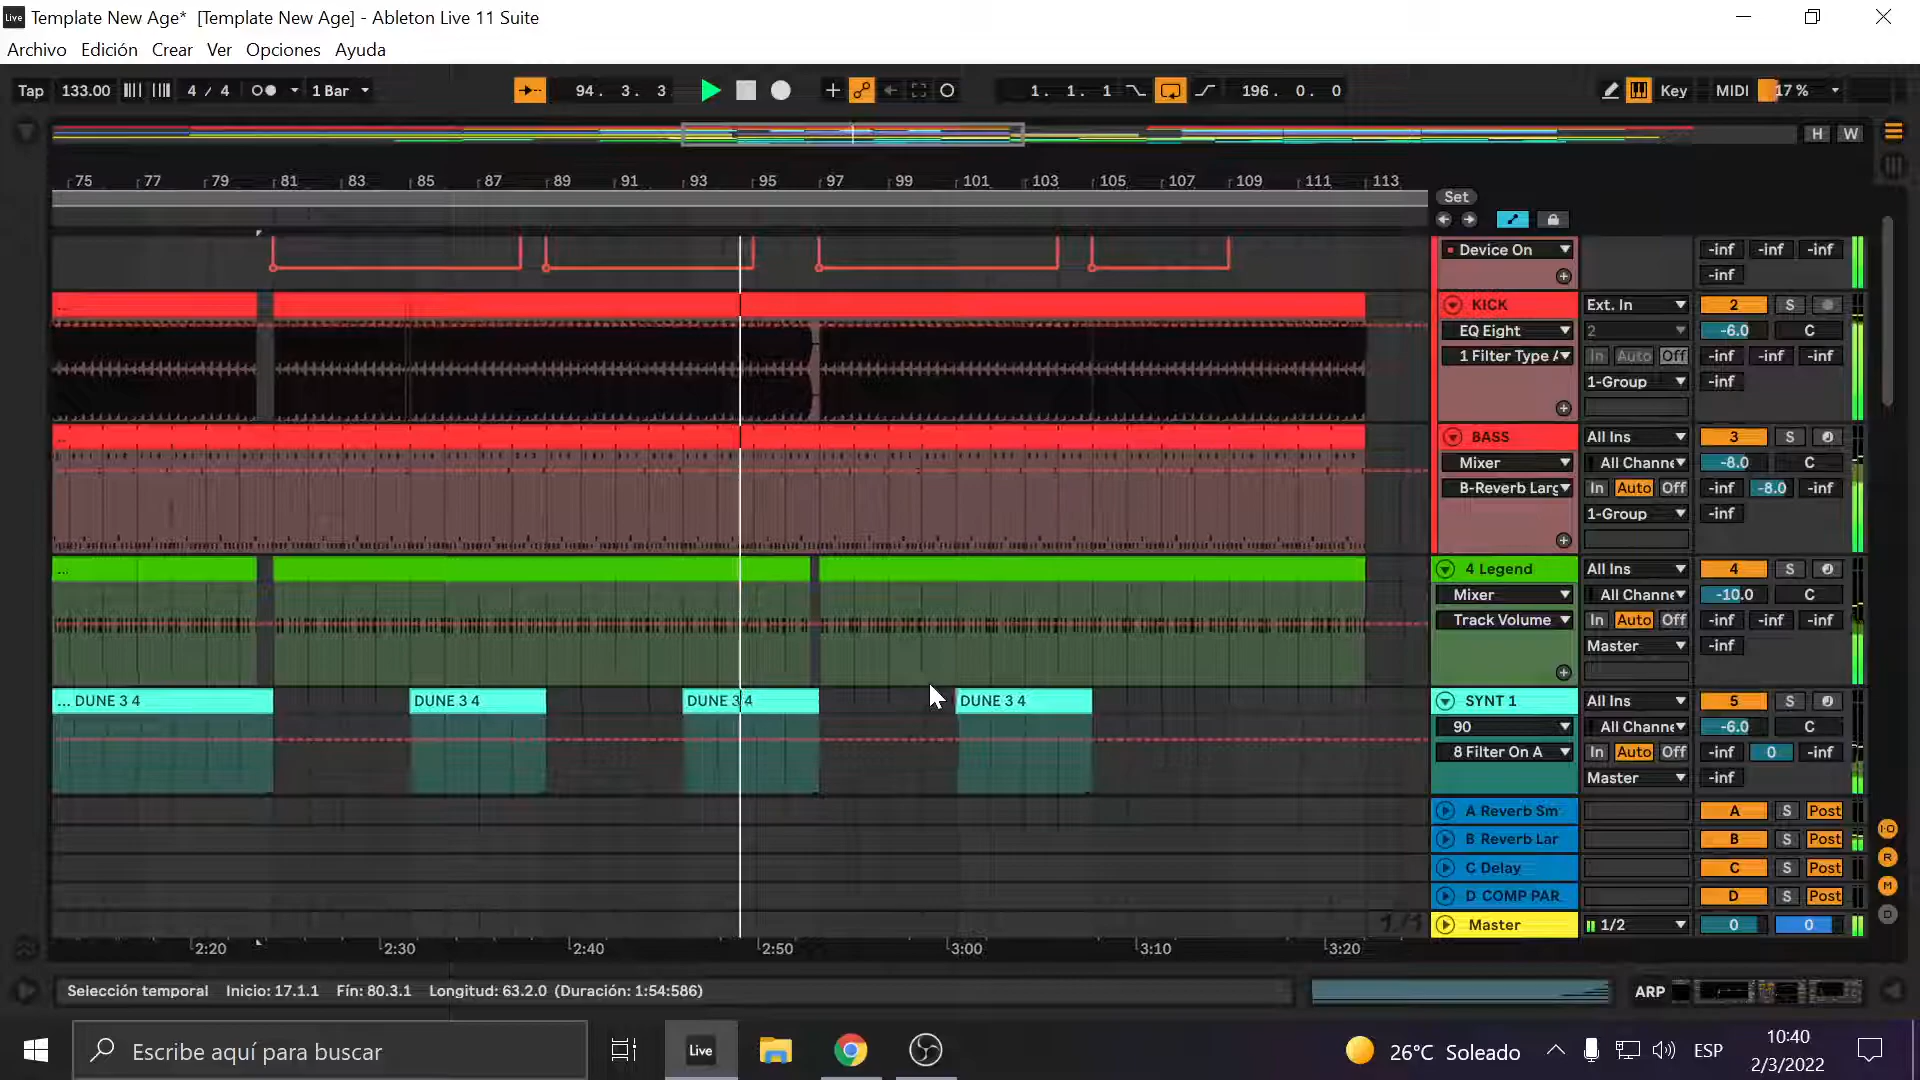 Live Template New Age* [Template New Age] - Ableton Live 11 Suite
Archivo Edición Crear Ver Opciones Ayuda
Tap 133.00 4 / 4 1 Bar 94. 3. 3 1. 1. 1 196. 0. 0 Key MIDI 17 %
H W
75 77 79 81 83 85 87 89 91 93 95 97 99 101 103 105 107 109 111 113
Set
Device On -inf -inf -inf
-inf
... KICK Ext. In 2 S
EQ Eight 2 -6.0 C
1 Filter Type A In Auto Off -inf -inf -inf
1-Group -inf
... BASS All Ins 3 S
Mixer All Channe -8.0 C
B-Reverb Larg In Auto Off -inf -8.0 -inf
1-Group -inf
... 4 Legend All Ins 4 S
Mixer All Channe -10.0 C
Track Volume In Auto Off -inf -inf -inf
Master -inf
... DUNE 3 4 DUNE 3 4 DUNE 3 4 DUNE 3 4 SYNT 1 All Ins 5 S
90 All Channe -6.0 C
8 Filter On A In Auto Off -inf 0 -inf
Master -inf
A Reverb Sm A S Post
B Reverb Lar B S Post
C Delay C S Post
D COMP PAR D S Post
1/1 Master 1/2 0 0
I·O
R
M
D
2:20 2:30 2:40 2:50 3:00 3:10 3:20
Selección temporal Inicio: 17.1.1 Fín: 80.3.1 Longitud: 63.2.0 (Duración: 1:54:586) ARP
Escribe aquí para buscar Live 26°C Soleado ESP 10:40
2/3/2022